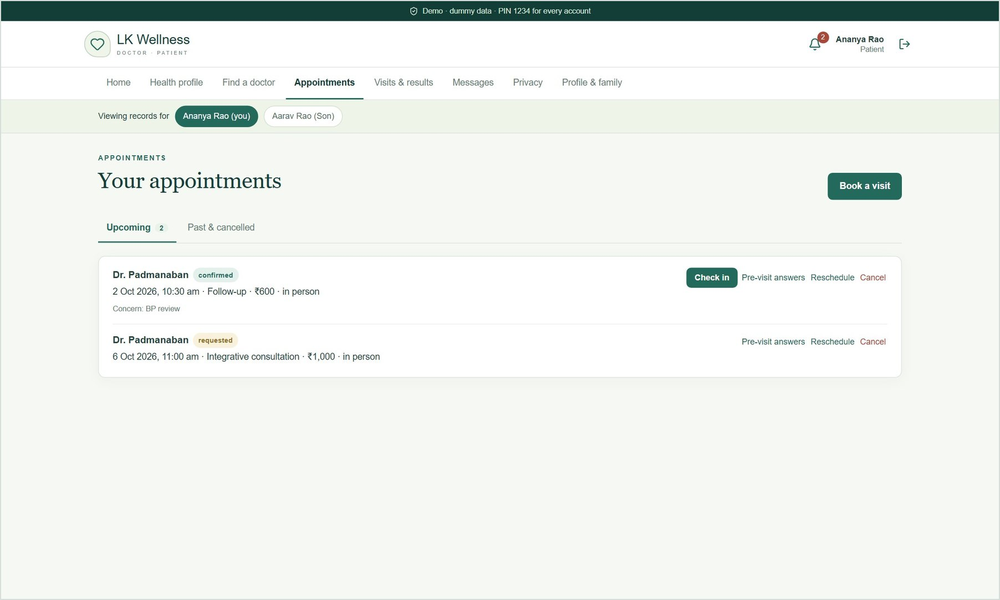 Demo · dummy data · PIN 1234 for every account
LK Wellness
DOCTOR · PATIENT
2
Ananya Rao
Patient
Home Health profile Find a doctor Appointments Visits & results Messages Privacy Profile & family
Viewing records for Ananya Rao (you) Aarav Rao (Son)
APPOINTMENTS
Your appointments
Book a visit
Upcoming 2 Past & cancelled
Dr. Padmanaban confirmed
Check in Pre-visit answers Reschedule Cancel
2 Oct 2026, 10:30 am · Follow-up · ₹600 · in person
Concern: BP review
Dr. Padmanaban requested
Pre-visit answers Reschedule Cancel
6 Oct 2026, 11:00 am · Integrative consultation · ₹1,000 · in person